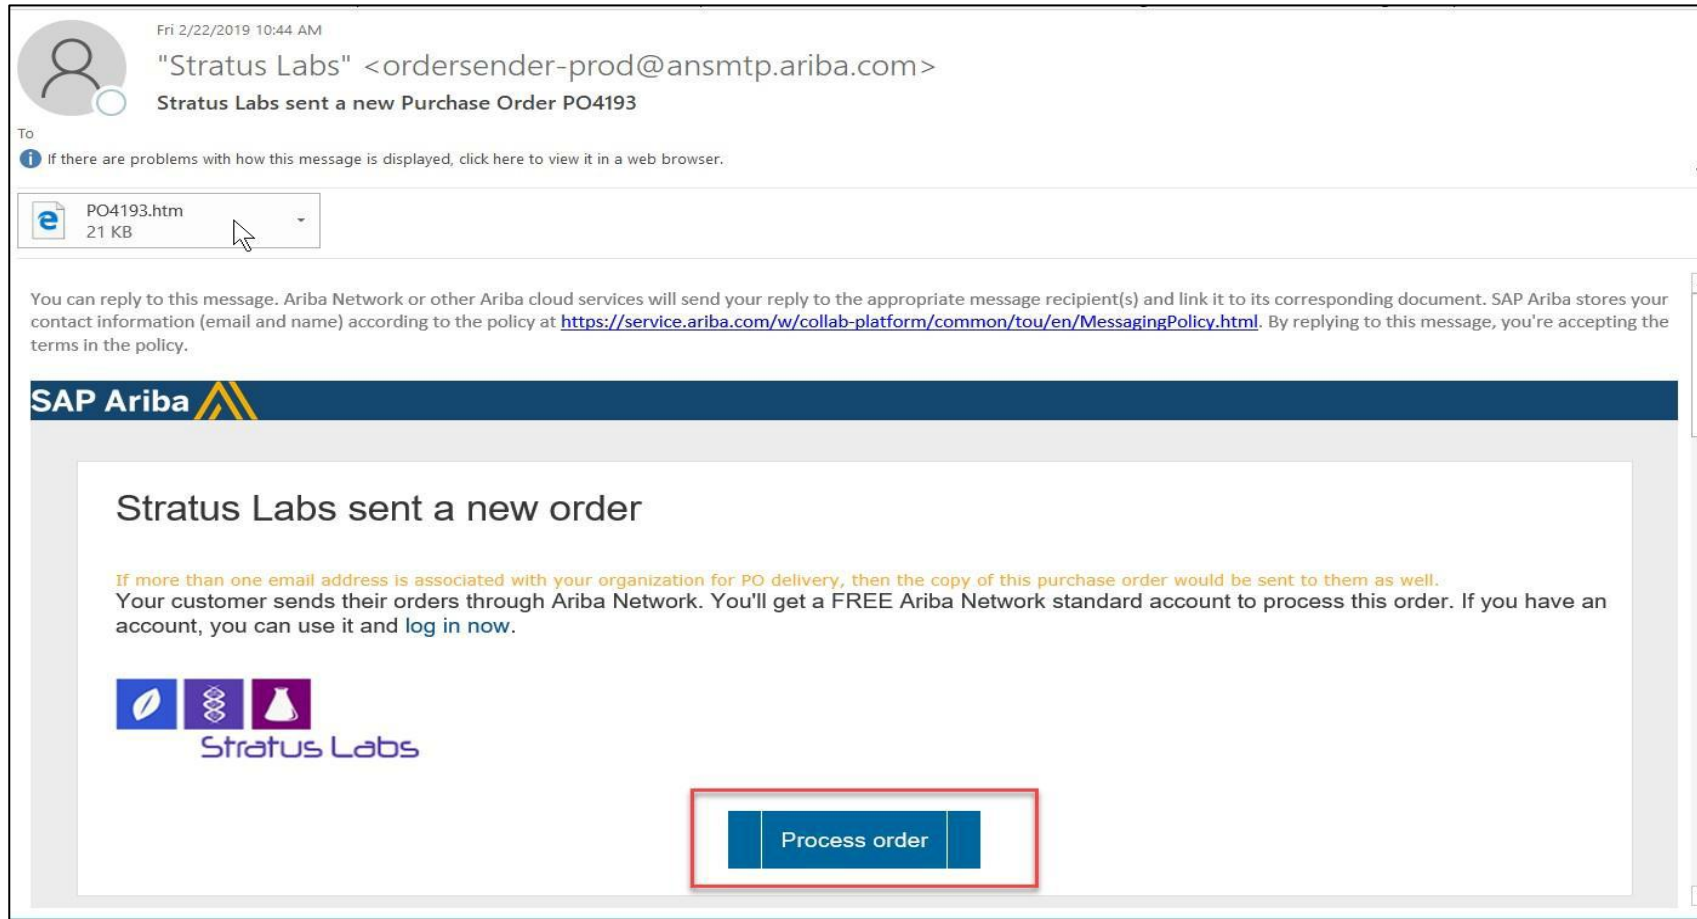 Fri 2/22/2019 10:44 AM
"Stratus Labs" <ordersender-prod@ansmtp.ariba.com>
Stratus Labs sent a new Purchase Order PO4193
To
If there are problems with how this message is displayed, click here to view it in a web browser.
PO4193.htm
21 KB
You can reply to this message. Ariba Network or other Ariba cloud services will send your reply to the appropriate message recipient(s) and link it to its corresponding document. SAP Ariba stores your
contact information (email and name) according to the policy at https://service.ariba.com/w/collab-platform/common/tou/en/MessagingPolicy.html. By replying to this message, you're accepting the
terms in the policy.
SAP Ariba
Stratus Labs sent a new order
If more than one email address is associated with your organization for PO delivery, then the copy of this purchase order would be sent to them as well.
Your customer sends their orders through Ariba Network. You'll get a FREE Ariba Network standard account to process this order. If you have an
account, you can use it and log in now.
Stratus Labs
Process order